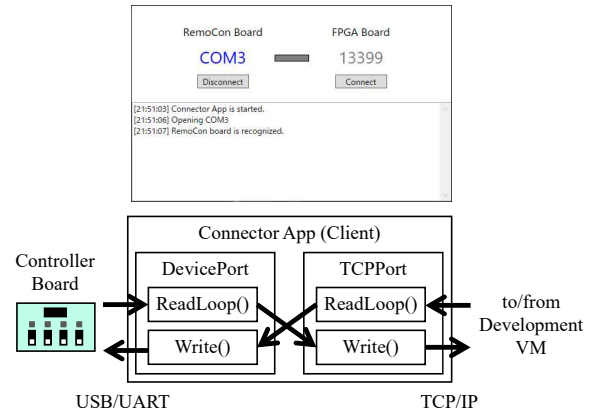 RemoCon Board FPGA Board
COM3 13399
Disconnect Connect
[21:51:03] Connector App is started.
[21:51:06] Opening COM3
[21:51:07] RemoCon board is recognized.
Connector App (Client)
Controller
Board
DevicePort TCPPort
ReadLoop() ReadLoop()
Write() Write()
to/from
Development
VM
USB/UART TCP/IP